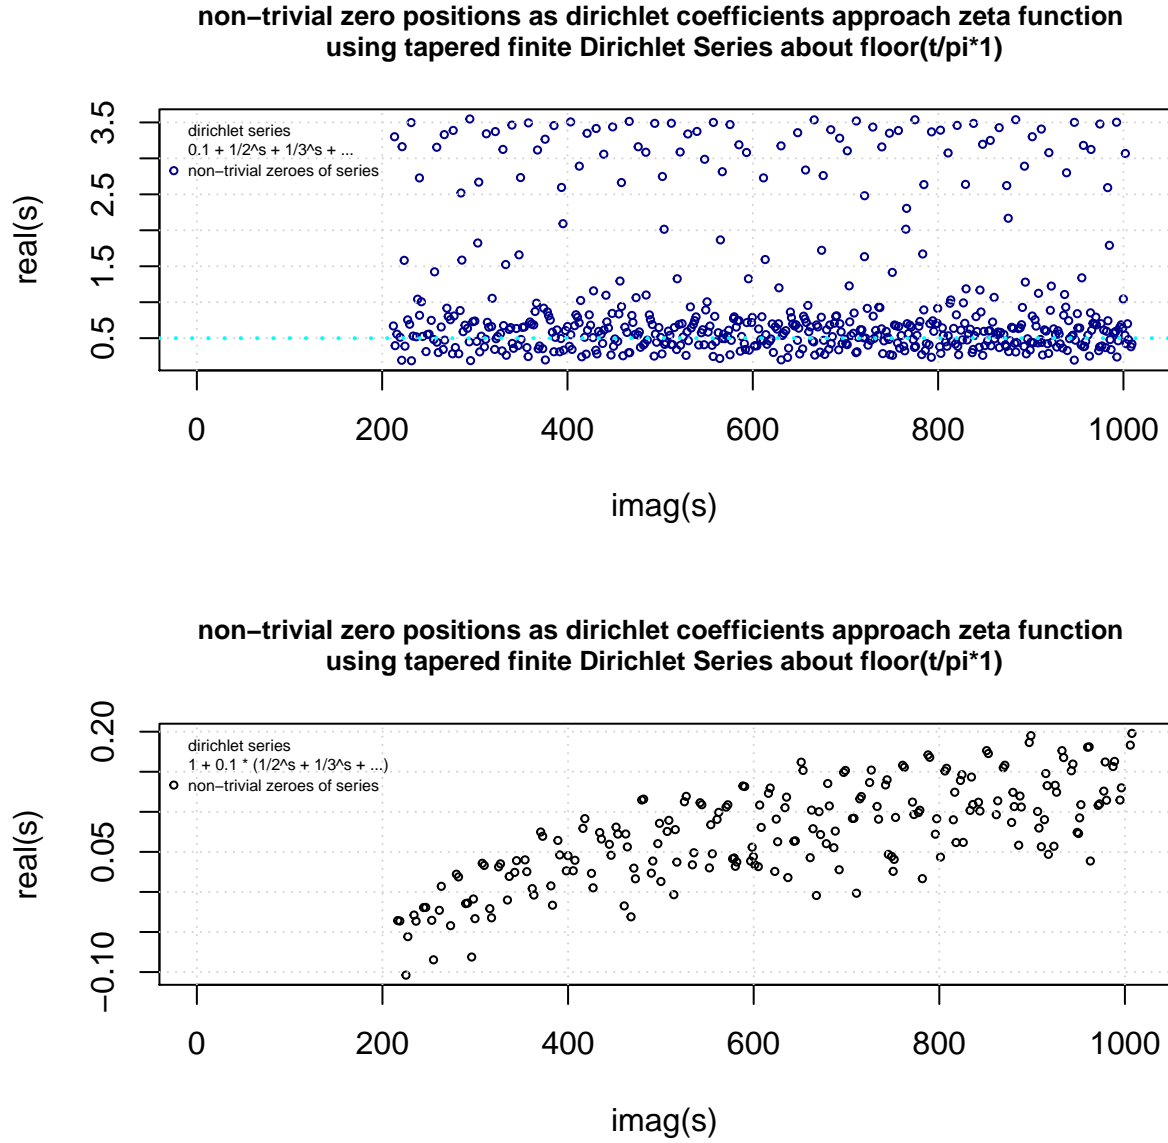 non−trivial zero positions as dirichlet coefficients approach zeta function
using tapered finite Dirichlet Series about floor(t/pi*1)
3.5
2.5
1.5
0.5
real(s)
dirichlet series
0.1 + 1/2^s + 1/3^s + ...
non−trivial zeroes of series
0 200 400 600 800 1000
imag(s)
non−trivial zero positions as dirichlet coefficients approach zeta function
using tapered finite Dirichlet Series about floor(t/pi*1)
0.20
0.05
−0.10
real(s)
dirichlet series
1 + 0.1 * (1/2^s + 1/3^s + ...)
non−trivial zeroes of series
0 200 400 600 800 1000
imag(s)